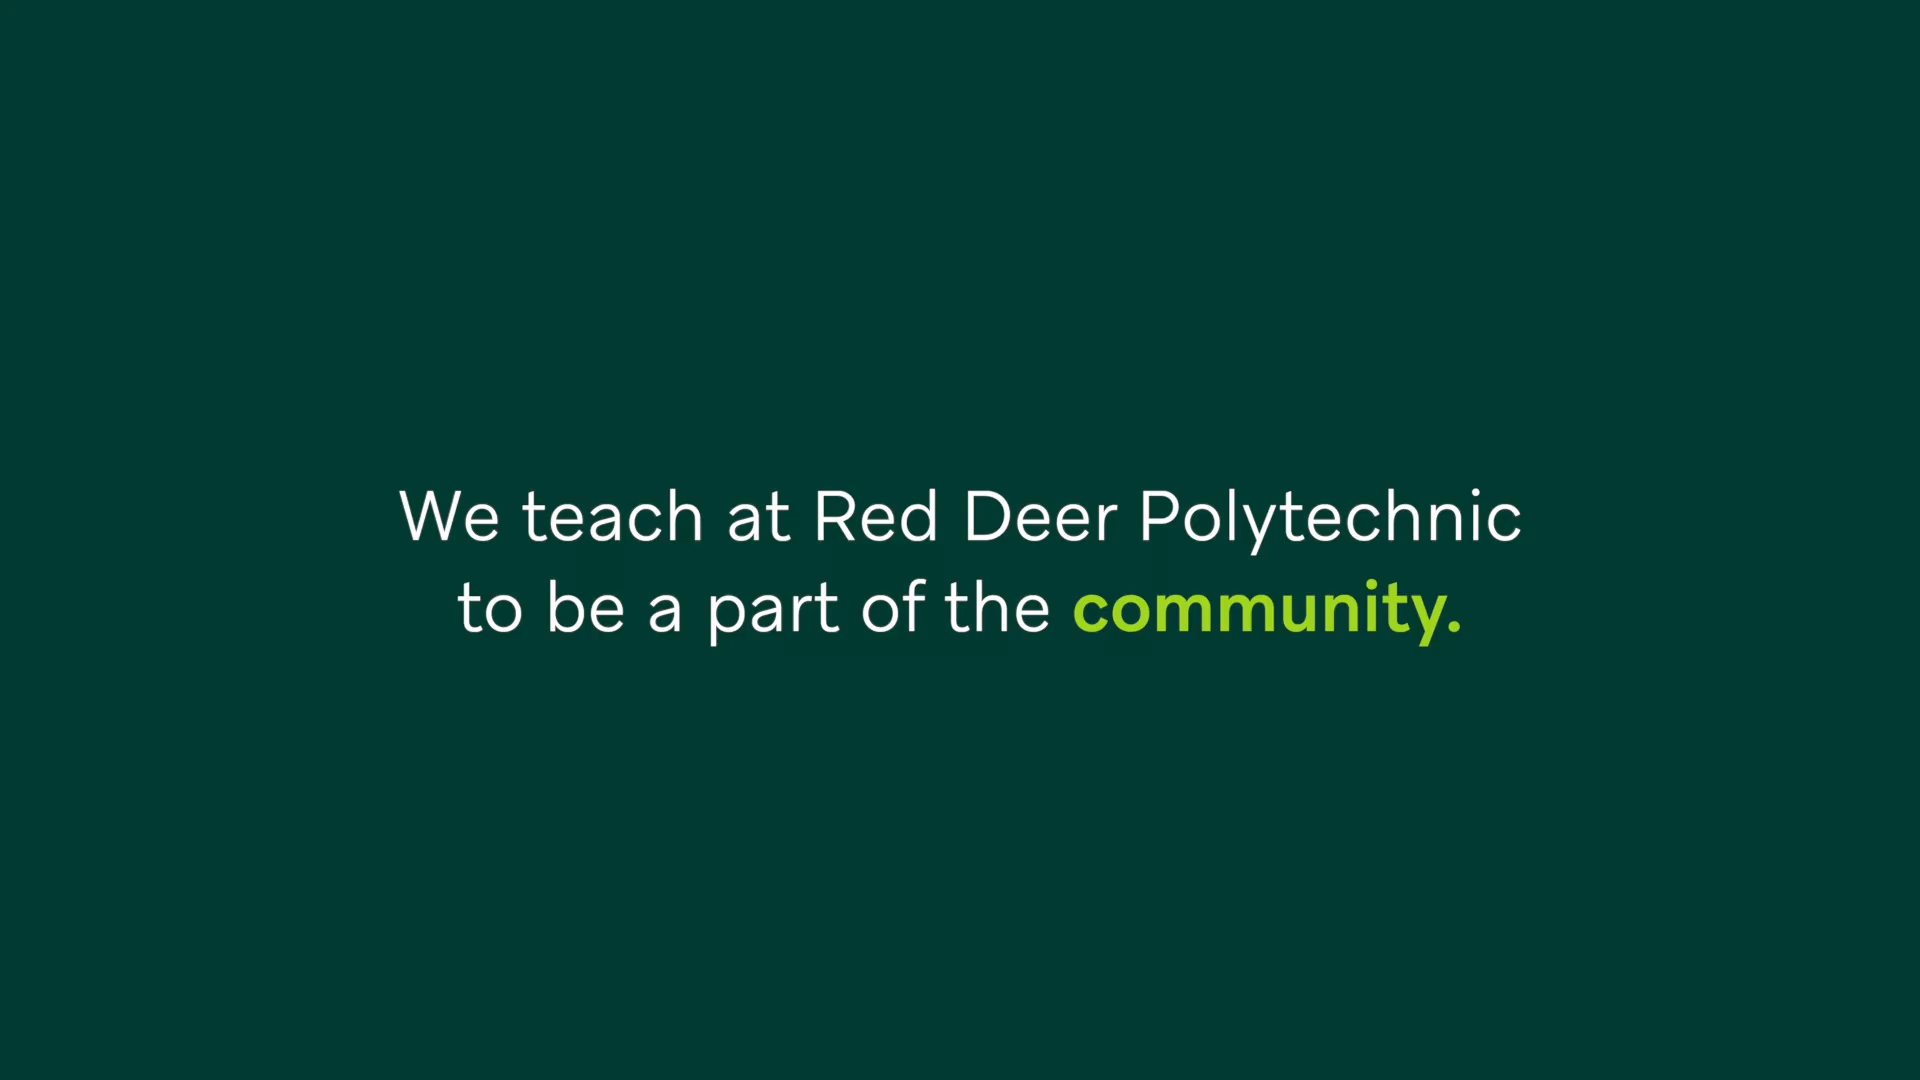 We teach at Red Deer Polytechnic
to be a part of the community.